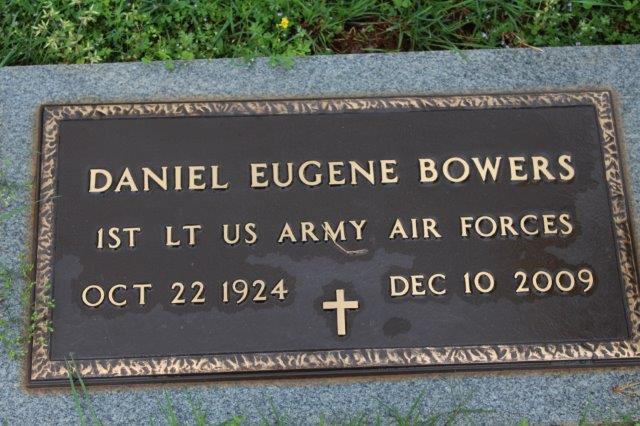 DANIEL EUGENE BOWERS
1ST LT US ARMY AIR FORCES
OCT 22 1924 DEC 10 2009